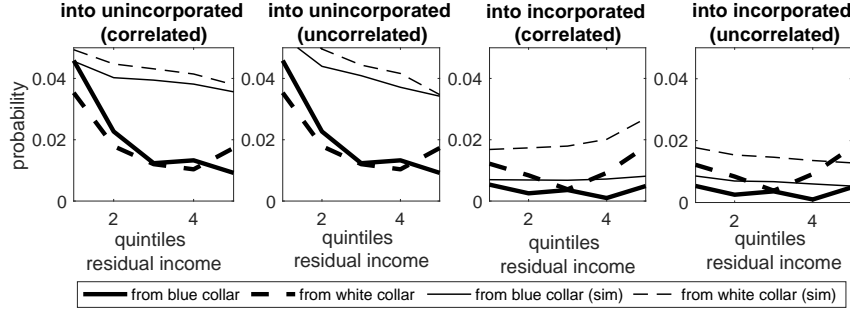 into unincorporated
(correlated)
into unincorporated
(uncorrelated)
into incorporated
(correlated)
into incorporated
(uncorrelated)
probability
0.04
0.02
0
2
4
quintiles
residual income
0.04
0.02
0
2
4
quintiles
residual income
0.04
0.02
0
2
4
quintiles
residual income
0.04
0.02
0
2
4
quintiles
residual income
from blue collar
from white collar
from blue collar (sim)
from white collar (sim)